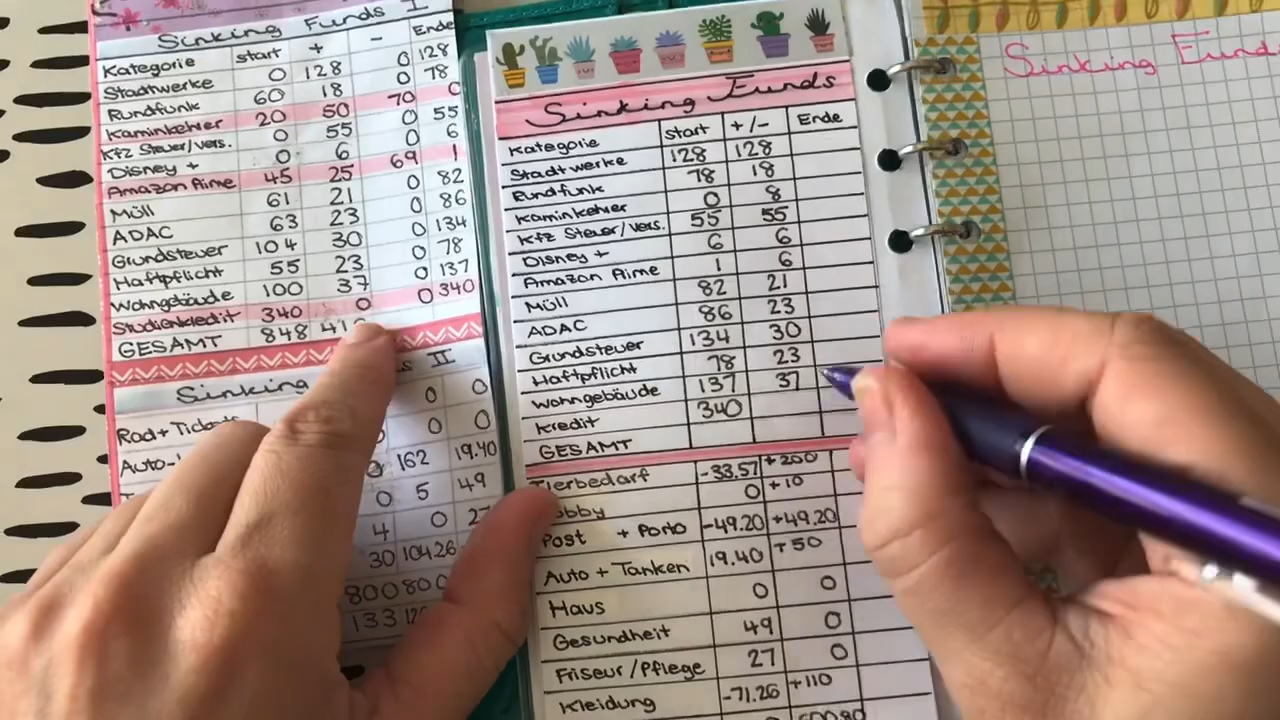 Sinking Funds I
Kategorie start + - Ende
Stadtwerke 0 128 0 128
Rundfunk 60 18 0 78
Kaminkehrer 20 50 70 0
Kfz Steuer/Vers. 0 55 0 55
Disney + 0 6 0 6
Amazon Prime 45 25 69 1
Müll 61 21 0 82
ADAC 63 23 0 86
Grundsteuer 104 30 0 134
Haftpflicht 55 23 0 78
Wohngebäude 100 37 0 137
Studienkredit 340 0 0 340
GESAMT 848
Sinking II
0 0
0 0
162 19.40
0 5 49
4 0
30
800 800
133
Sinking Funds
Kategorie start +/- Ende
Stadtwerke 128 128
Rundfunk 78 18
Kaminkehrer 0 8
Kfz Steuer/Vers. 55 55
Disney + 6 6
Amazon Prime 1 6
Müll 82 21
ADAC 86 23
Grundsteuer 134 30
Haftpflicht 78 23
Wohngebäude 137 37
Kredit 340
GESAMT
Tierbedarf -33.57 +200
0 +10
Post + Porto -49.20 +49.20
Auto + Tanken 19.40 +50
Haus 0 0
Gesundheit 49 0
Friseur/Pflege 27 0
Kleidung -71.26 +110
Sinking